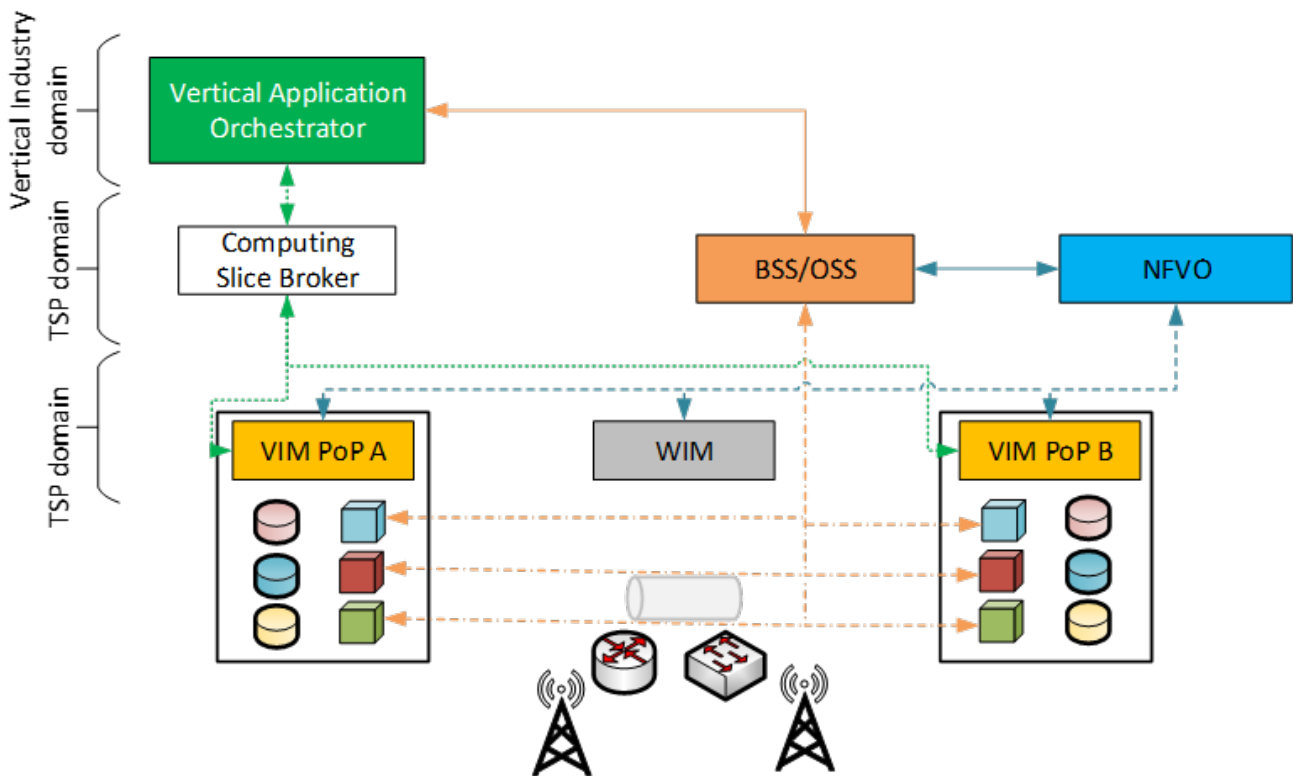 Vertical Industry
domain
Vertical Application
Orchestrator
TSP domain
Computing
Slice Broker
BSS/OSS
NFVO
TSP domain
VIM PoP A
WIM
VIM PoP B